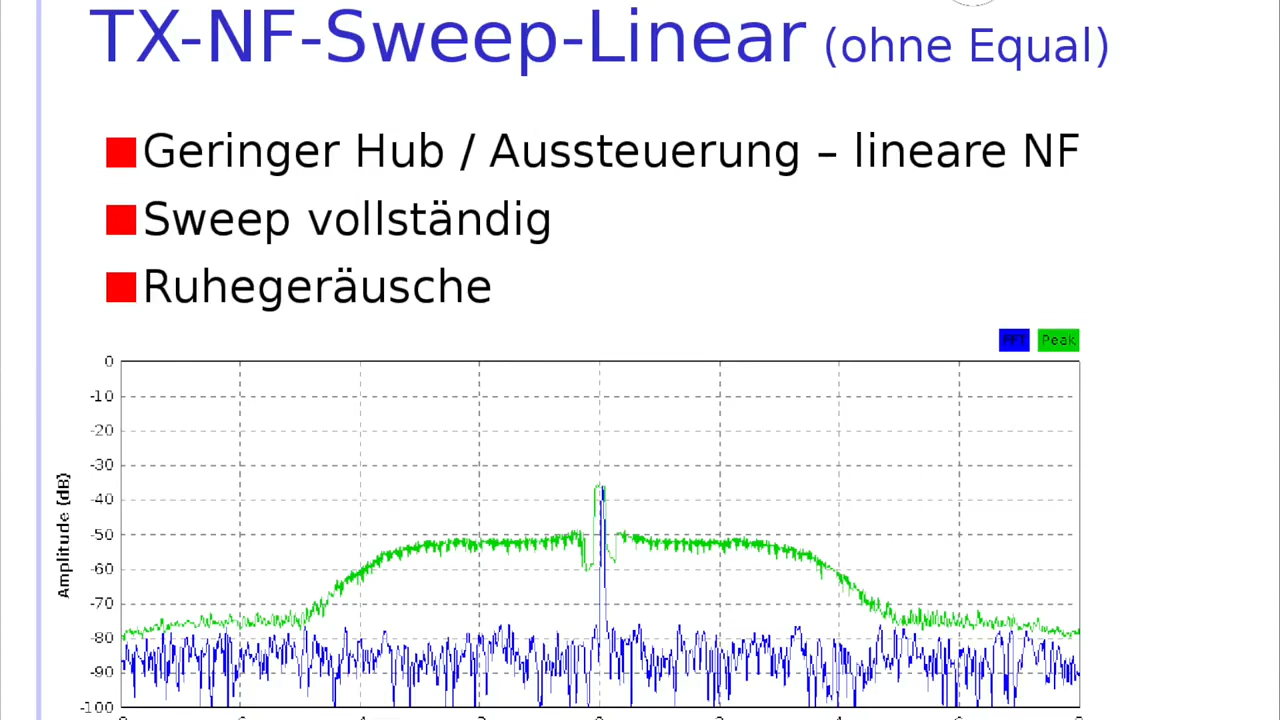 TX-NF-Sweep-Linear (ohne Equal)
Geringer Hub / Aussteuerung – lineare NF
Sweep vollständig
Ruhegeräusche
FFT Peak
0
-10
-20
-30
-40
-50
-60
-70
-80
-90
-100
Amplitude (dB)